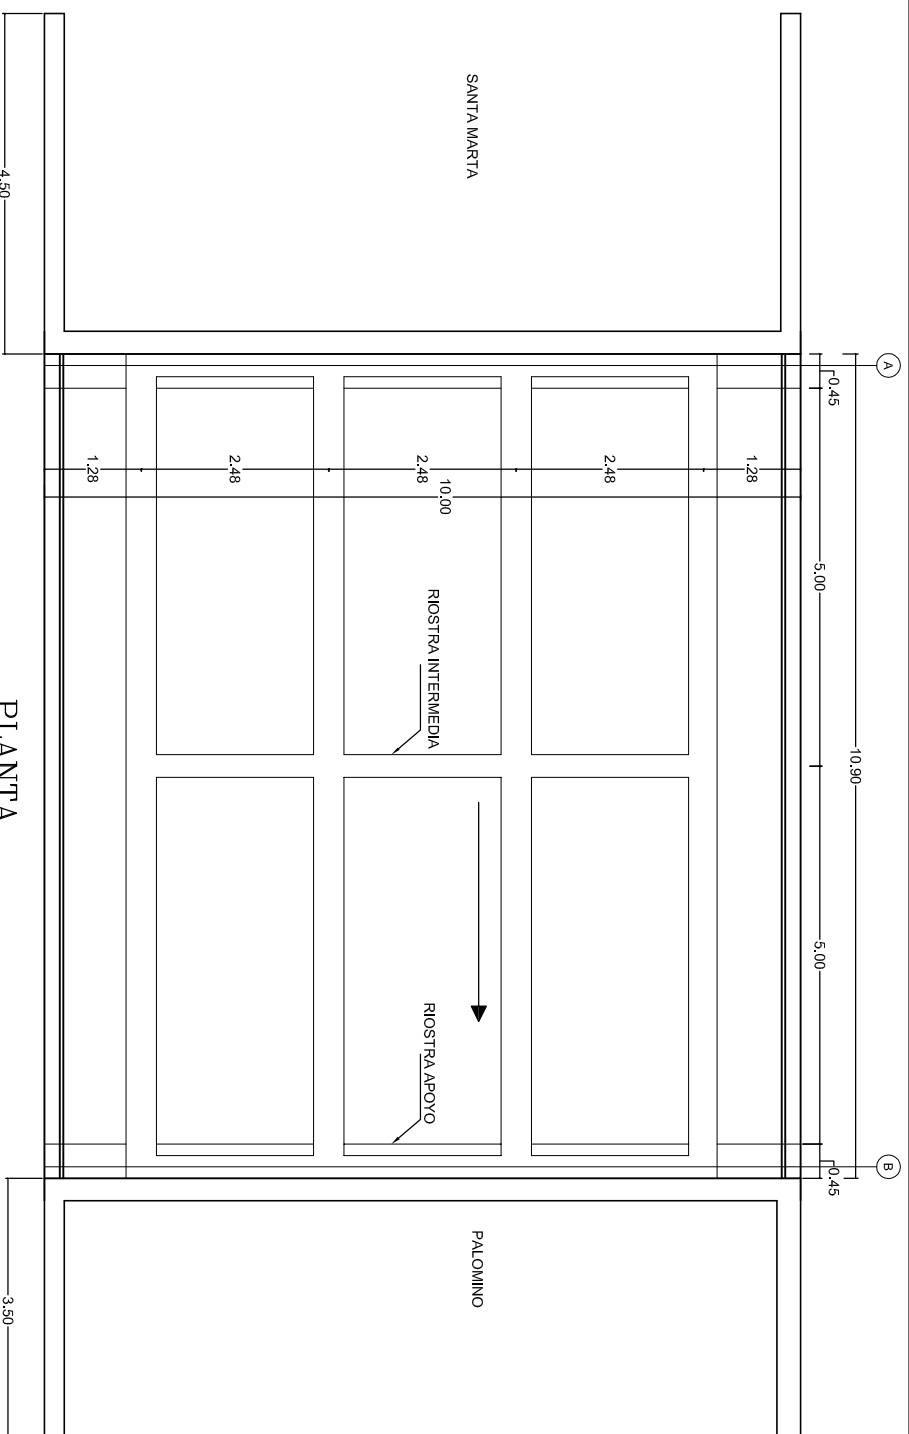 A
B
10.90
0.45
5.00
5.00
0.45
1.28
2.48
2.48
2.48
1.28
10.00
SANTA MARTA
RIOSTRA INTERMEDIA
RIOSTRA APOYO
PALOMINO
4.50
3.50
PLANTA